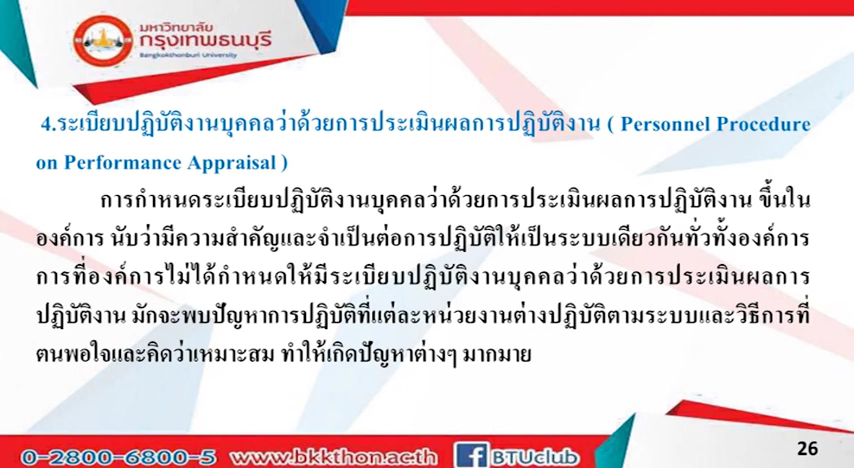 มหาวิทยาลัย
กรุงเทพธนบุรี
Bangkokthonburi University
4.ระเบียบปฏิบัติงานบุคคลว่าด้วยการประเมินผลการปฏิบัติงาน ( Personnel Procedure
on Performance Appraisal )
การกำหนดระเบียบปฏิบัติงานบุคคลว่าด้วยการประเมินผลการปฏิบัติงาน ขึ้นใน
องค์การ นับว่ามีความสำคัญและจำเป็นต่อการปฏิบัติให้เป็นระบบเดียวกันทั่วทั้งองค์การ
การที่องค์การไม่ได้กำหนดให้มีระเบียบปฏิบัติงานบุคคลว่าด้วยการประเมินผลการ
ปฏิบัติงาน มักจะพบปัญหาการปฏิบัติที่แต่ละหน่วยงานต่างปฏิบัติตามระบบและวิธีการที่
ตนพอใจและคิดว่าเหมาะสม ทำให้เกิดปัญหาต่างๆ มากมาย
0-2800-6800-5 www.bkkthon.ac.th f BTUclub
26